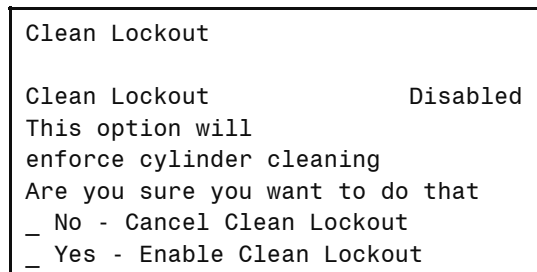 Clean Lockout
Clean Lockout Disabled
This option will
enforce cylinder cleaning
Are you sure you want to do that
_ No - Cancel Clean Lockout
_ Yes - Enable Clean Lockout